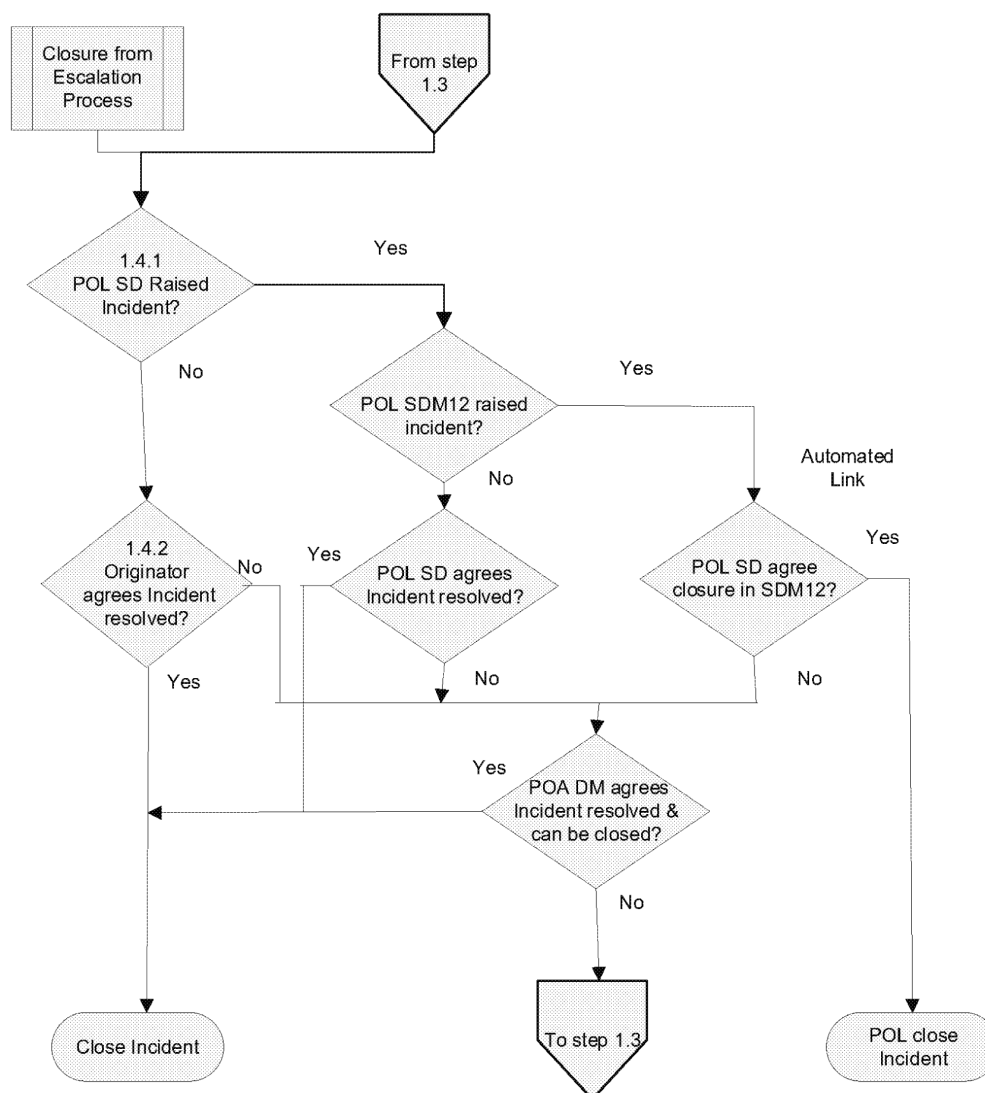 Closure from
Escalation
Process
From step
1.3
1.4.1
POL SD Raised
Incident?
Yes
No
POL SDM12 raised
incident?
Yes
No
Automated
Link
1.4.2
Originator
agrees Incident
resolved?
No
Yes
Yes
POL SD agrees
Incident resolved?
No
POL SD agree
closure in SDM12?
Yes
No
Yes
POA DM agrees
Incident resolved &
can be closed?
No
Close Incident
To step 1.3
POL close
Incident